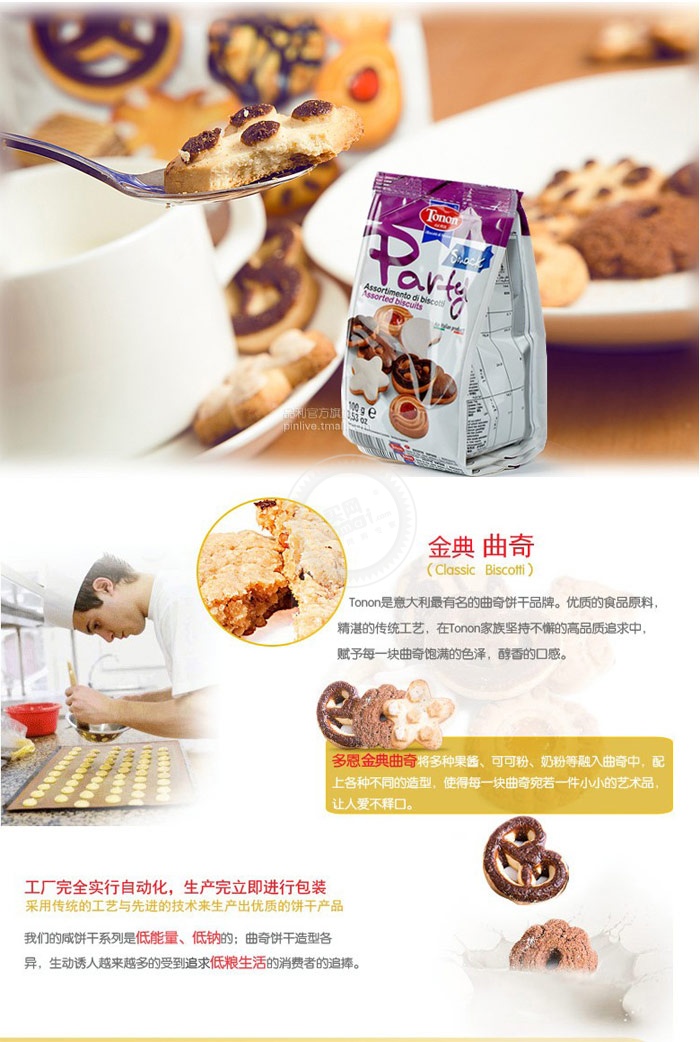 Tonon
Snack
Party
Assortimento di biscotti
Assorted biscuits
100 g e
3,53 oz
pinlive.tmall
金典 曲奇
(Classic Biscotti)
Tonon是意大利最有名的曲奇饼干品牌。优质的食品原料，
精湛的传统工艺，在Tonon家族坚持不懈的高品质追求中，
赋予每一块曲奇饱满的色泽，醇香的口感。
多恩金典曲奇将多种果酱、可可粉、奶粉等融入曲奇中，配
上各种不同的造型，使得每一块曲奇宛若一件小小的艺术品，
让人爱不释口。
工厂完全实行自动化，生产完立即进行包装
采用传统的工艺与先进的技术来生产出优质的饼干产品
我们的咸饼干系列是低能量、低钠的；曲奇饼干造型各
异，生动诱人越来越多的受到追求低粮生活的消费者的追捧。